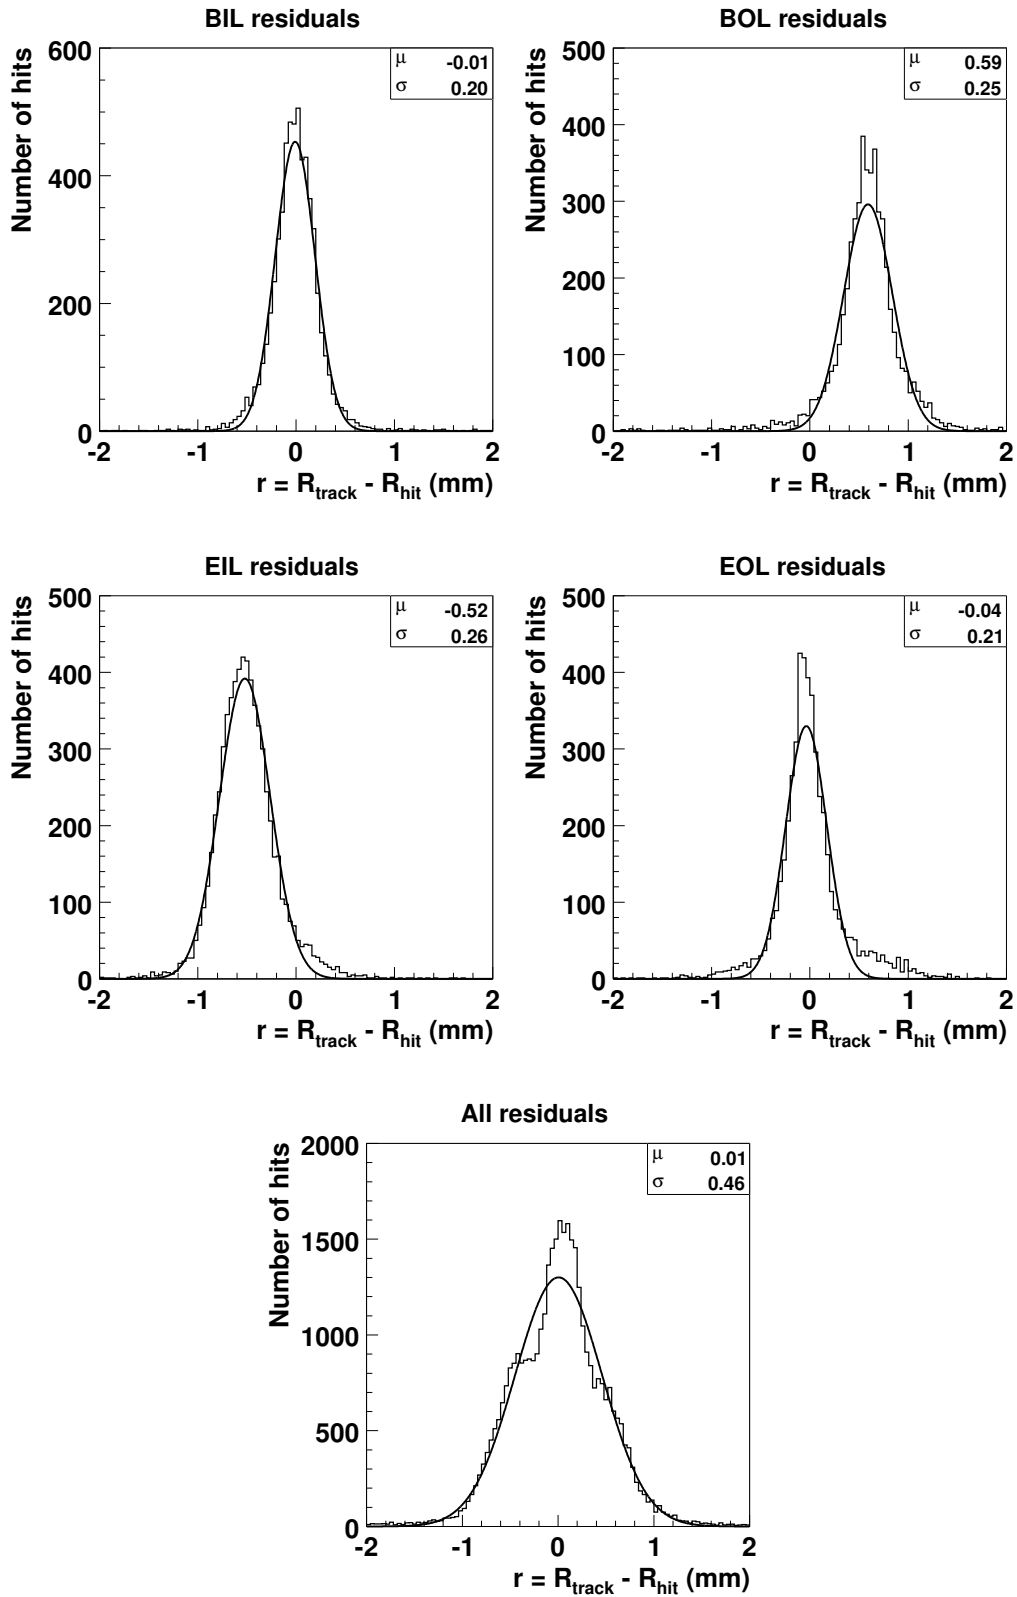 BIL residuals
Number of hits
600
400
200
0
-2
-1
0
1
2
μ -0.01
σ 0.20
r = R_track - R_hit (mm)
BOL residuals
Number of hits
500
400
300
200
100
0
-2
-1
0
1
2
μ 0.59
σ 0.25
r = R_track - R_hit (mm)
EIL residuals
Number of hits
500
400
300
200
100
0
-2
-1
0
1
2
μ -0.52
σ 0.26
r = R_track - R_hit (mm)
EOL residuals
Number of hits
500
400
300
200
100
0
-2
-1
0
1
2
μ -0.04
σ 0.21
r = R_track - R_hit (mm)
All residuals
Number of hits
2000
1500
1000
500
0
-2
-1
0
1
2
μ 0.01
σ 0.46
r = R_track - R_hit (mm)